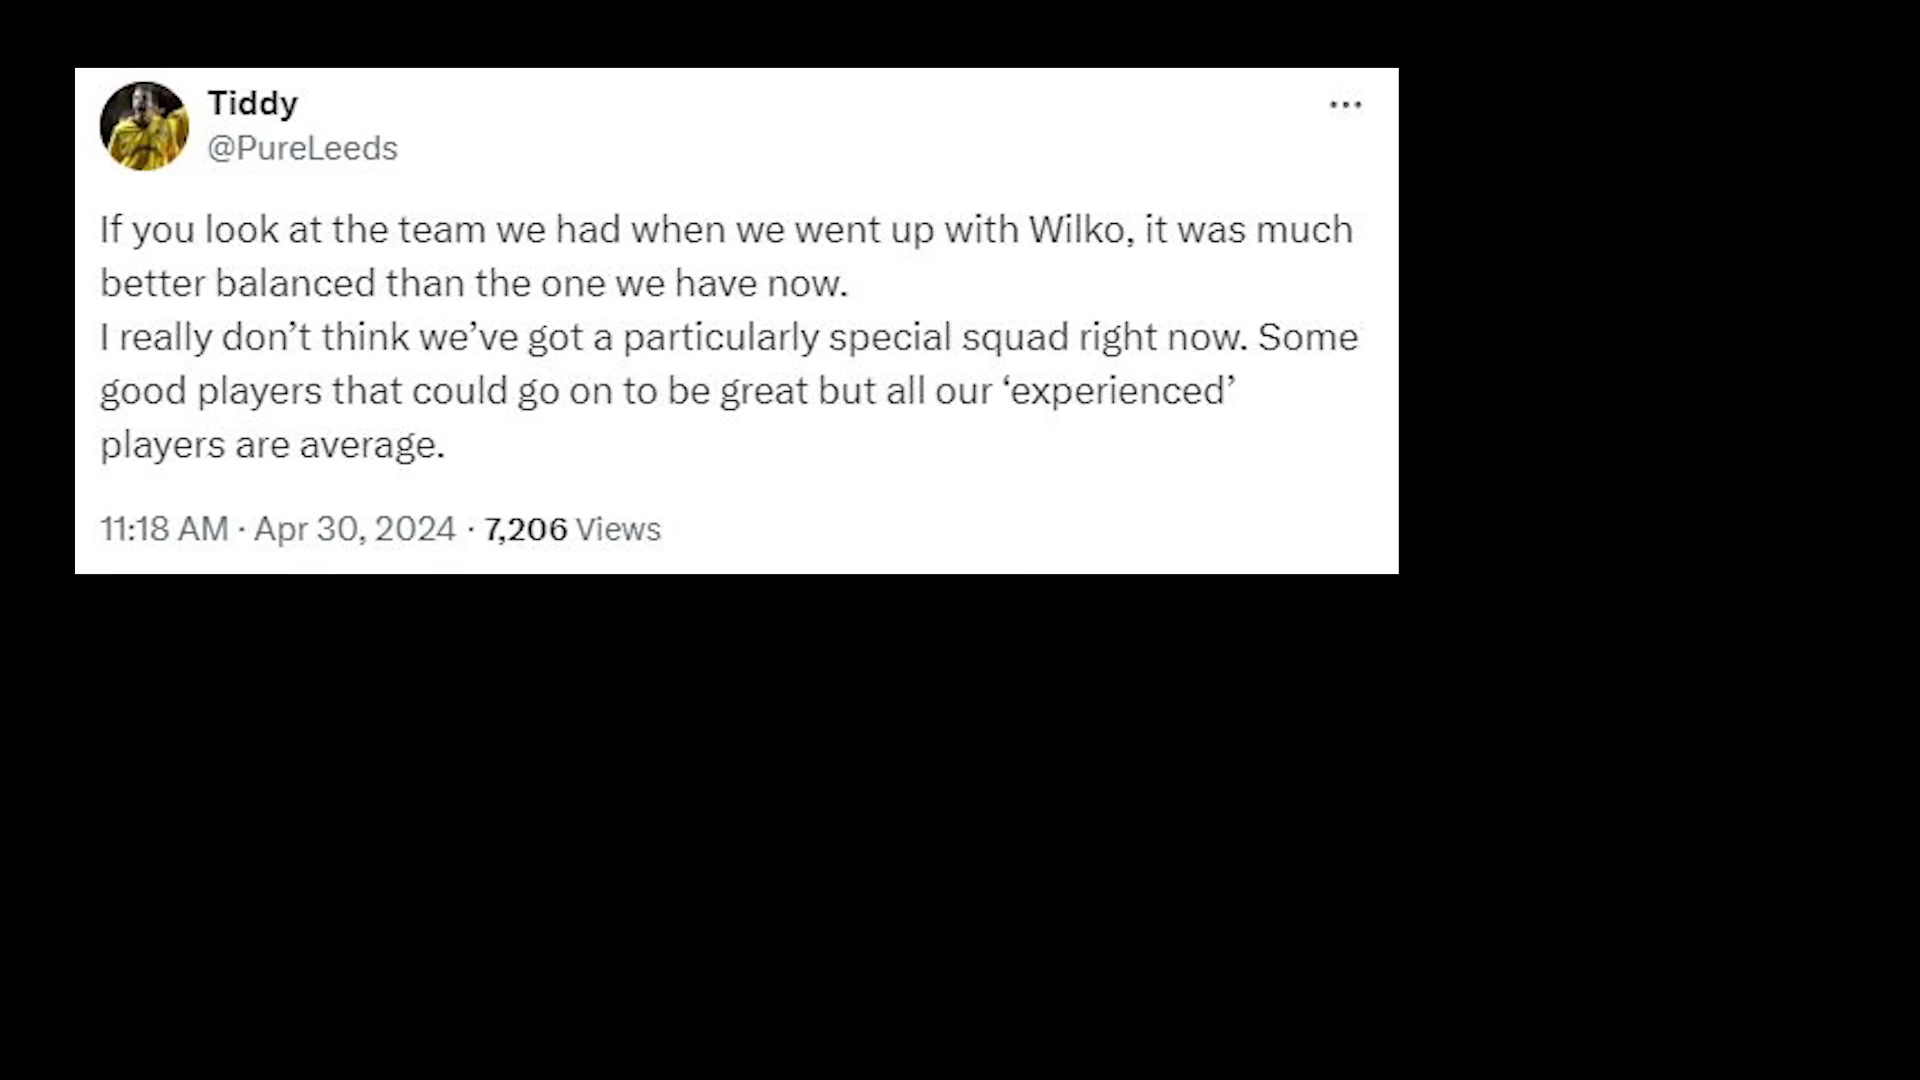 Tiddy
@PureLeeds
If you look at the team we had when we went up with Wilko, it was much
better balanced than the one we have now.
I really don’t think we’ve got a particularly special squad right now. Some
good players that could go on to be great but all our ‘experienced’
players are average.
11:18 AM · Apr 30, 2024 · 7,206 Views